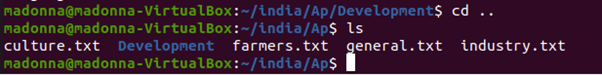 madonna@madonna-VirtualBox:~/india/Ap/Development$ cd ..
madonna@madonna-VirtualBox:~/india/Ap$ ls
culture.txt  Development  farmers.txt  general.txt  industry.txt
madonna@madonna-VirtualBox:~/india/Ap$